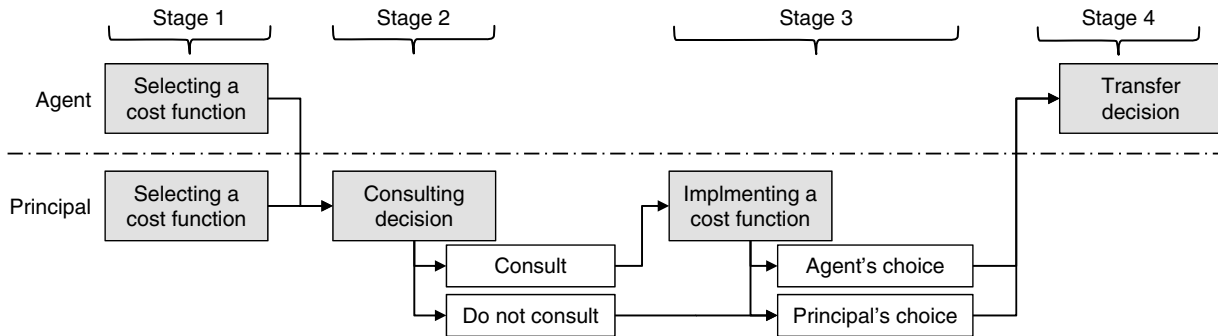 Stage 1
Stage 2
Stage 3
Stage 4
Agent
Selecting a
cost function
Transfer
decision
Principal
Selecting a
cost function
Consulting
decision
Implmenting a
cost function
Consult
Agent's choice
Do not consult
Principal's choice